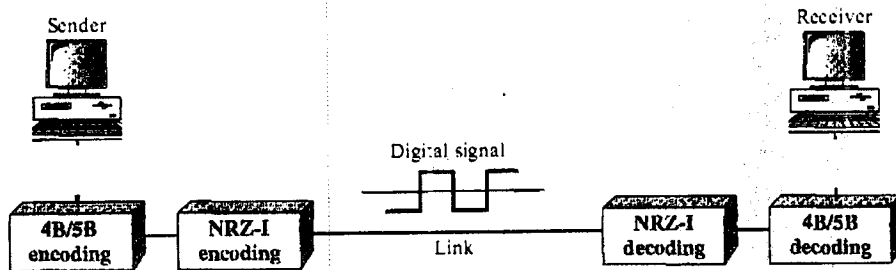 Sender
Receiver
Digital signal
4B/5B
encoding
NRZ-I
encoding
Link
NRZ-I
decoding
4B/5B
decoding